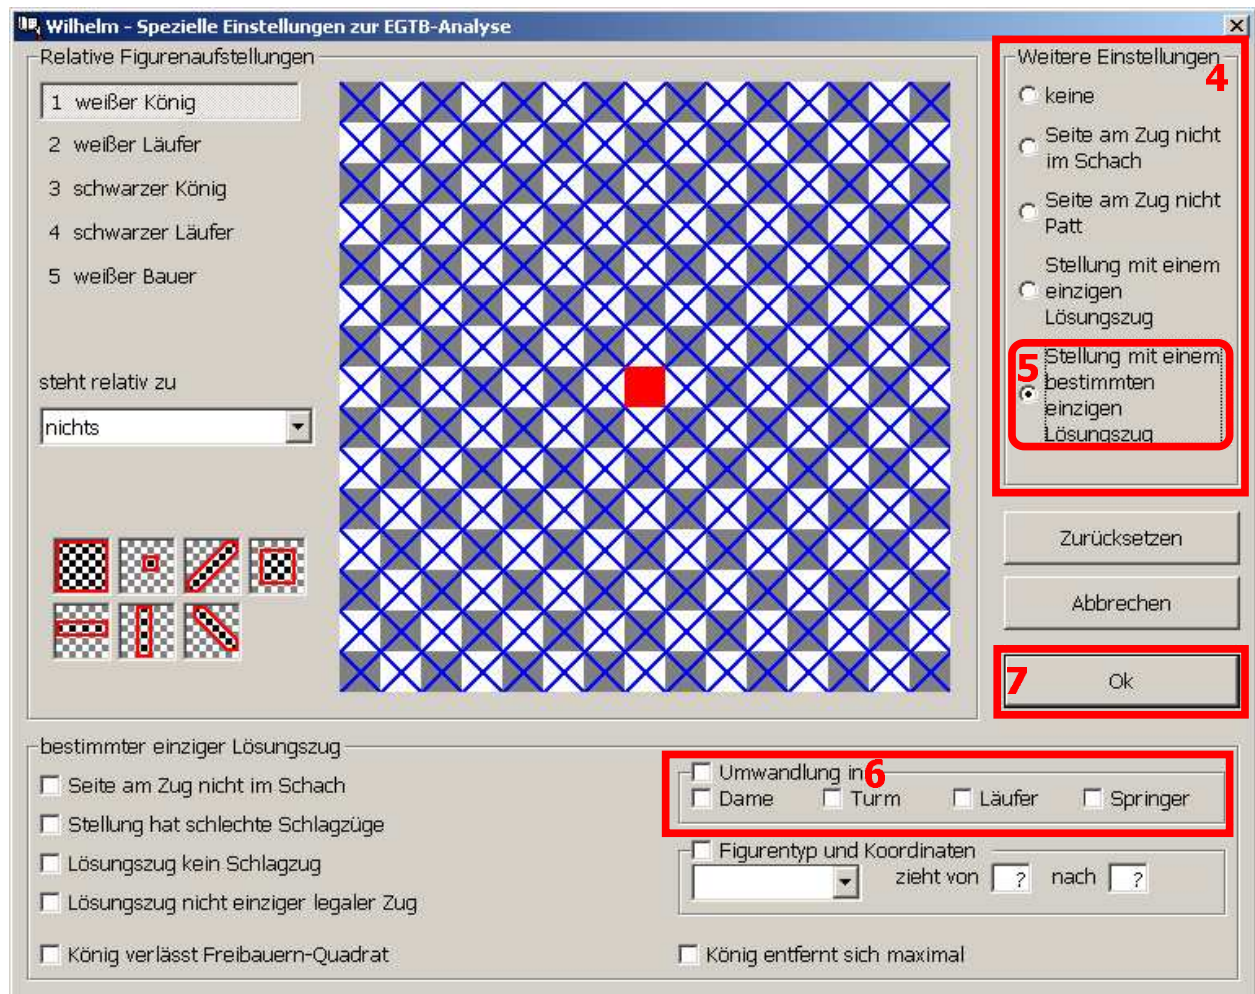 Wilhelm - Spezielle Einstellungen zur EGTB-Analyse
Relative Figurenaufstellungen
1 weißer König
2 weißer Läufer
3 schwarzer König
4 schwarzer Läufer
5 weißer Bauer
steht relativ zu
nichts
Weitere Einstellungen
4
keine
Seite am Zug nicht
im Schach
Seite am Zug nicht
Patt
Stellung mit einem
einzigen
Lösungszug
5
Stellung mit einem
bestimmten
einzigen
Lösungszug
Zurücksetzen
Abbrechen
7
Ok
bestimmter einziger Lösungszug
Seite am Zug nicht im Schach
Stellung hat schlechte Schlagzüge
Lösungszug kein Schlagzug
Lösungszug nicht einziger legaler Zug
König verlässt Freibauern-Quadrat
Umwandlung in
6
Dame Turm Läufer Springer
Figurentyp und Koordinaten
zieht von ? nach ?
König entfernt sich maximal